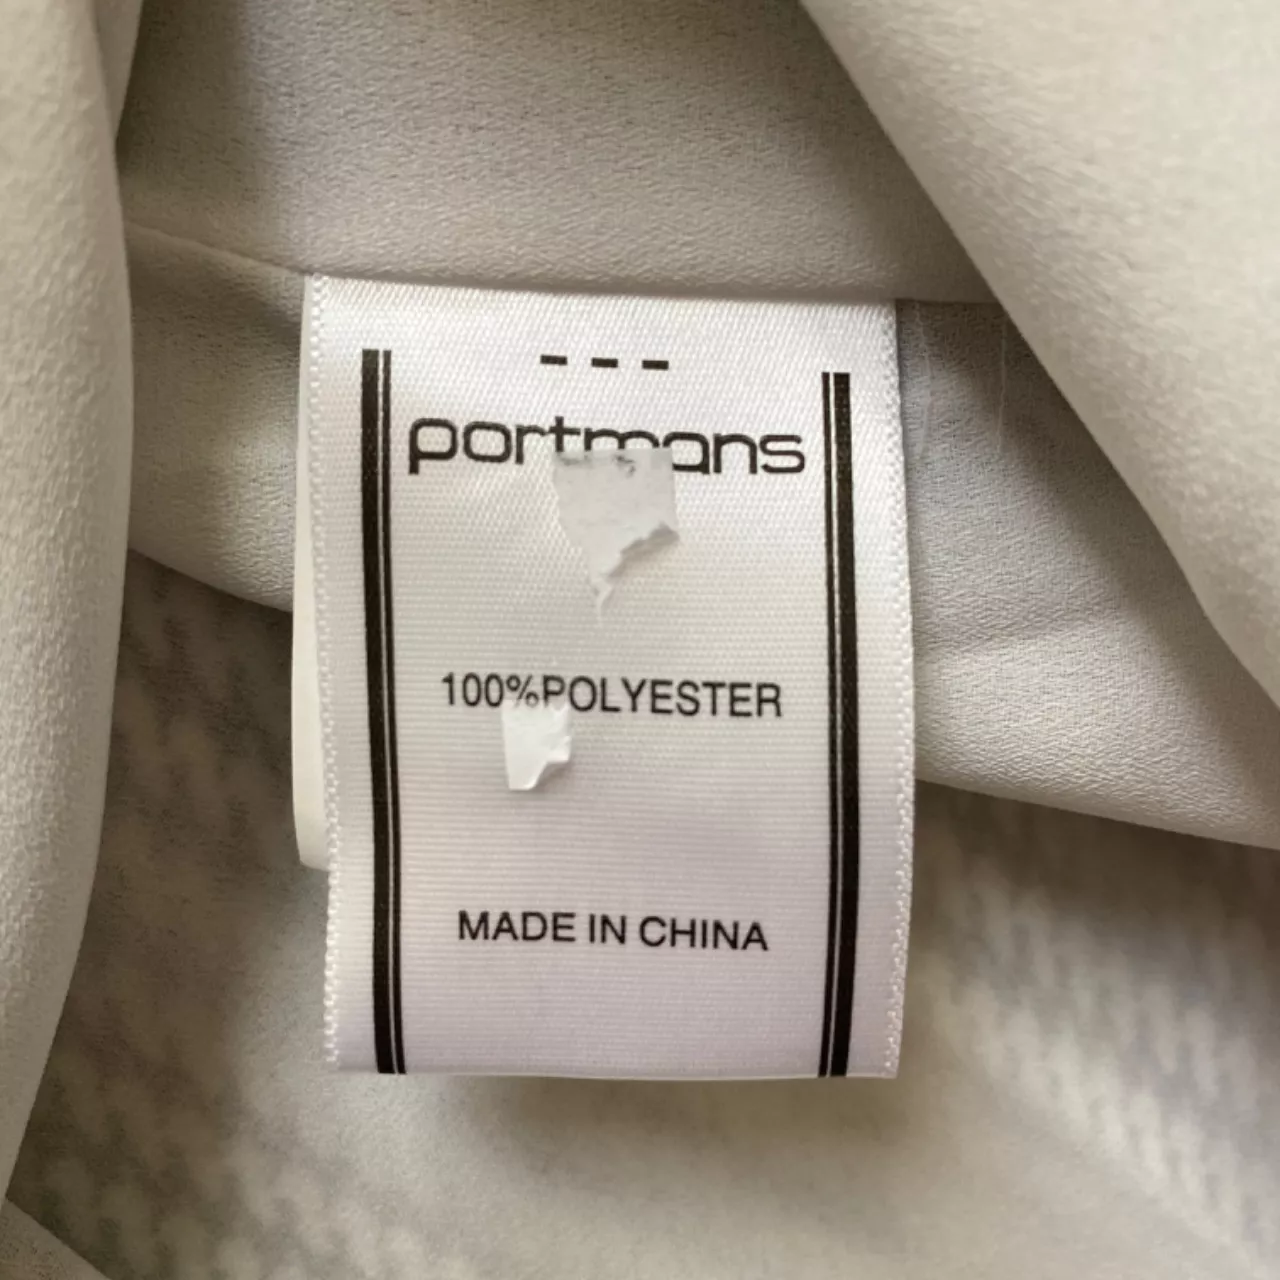 ---
portmans
100%POLYESTER
MADE IN CHINA